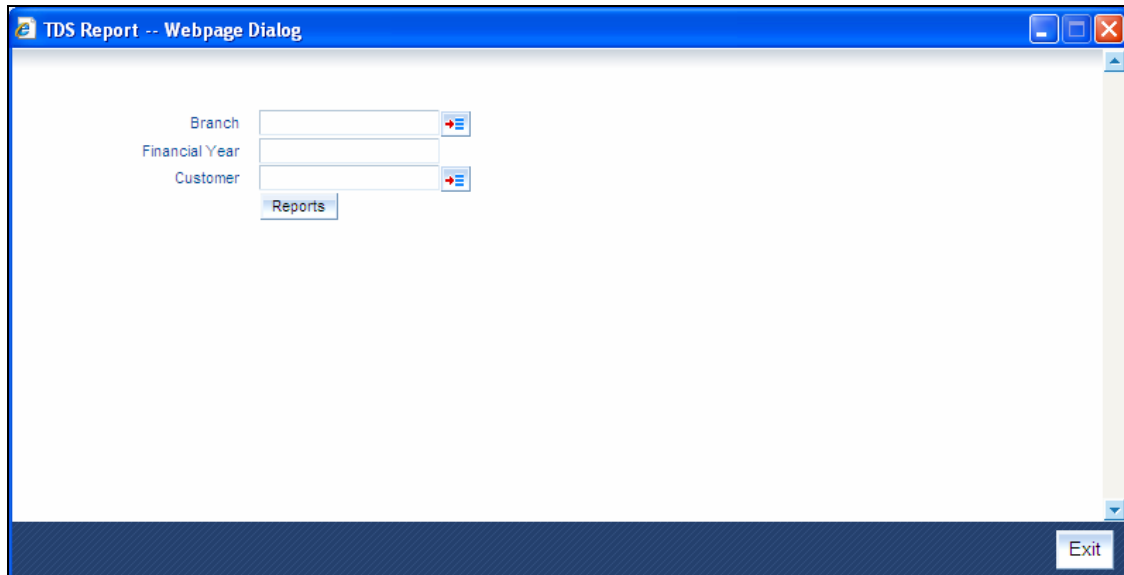 TDS Report -- Webpage Dialog
Branch
Financial Year
Customer
Reports
Exit